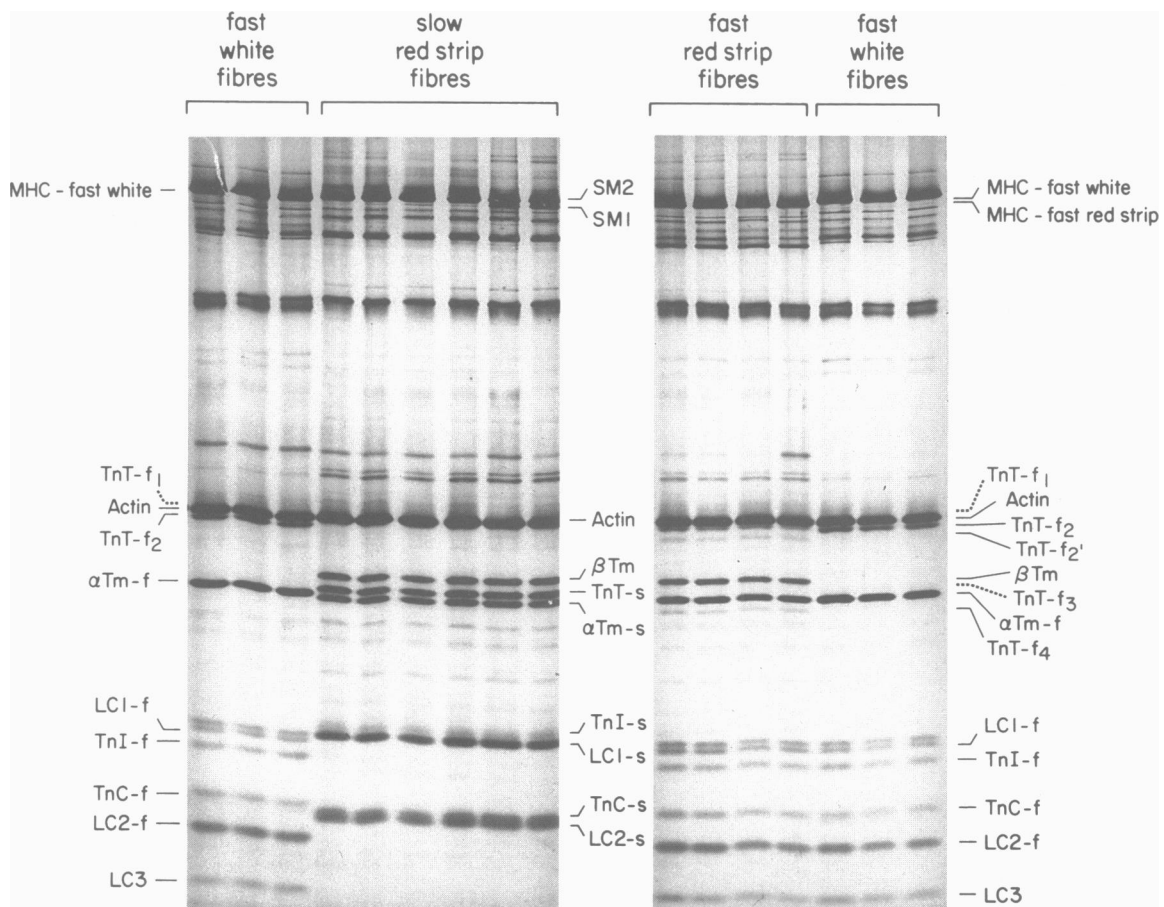 fast
white
fibres
slow
red strip
fibres
fast
red strip
fibres
fast
white
fibres
MHC - fast white
SM2
SM1
MHC - fast white
MHC - fast red strip
TnT-f1
Actin
TnT-f2
αTm-f
LC1-f
TnI-f
TnC-f
LC2-f
LC3
Actin
βTm
TnT-s
αTm-s
TnI-s
LC1-s
TnC-s
LC2-s
TnT-f1
Actin
TnT-f2
TnT-f2'
βTm
TnT-f3
αTm-f
TnT-f4
LC1-f
TnI-f
TnC-f
LC2-f
LC3